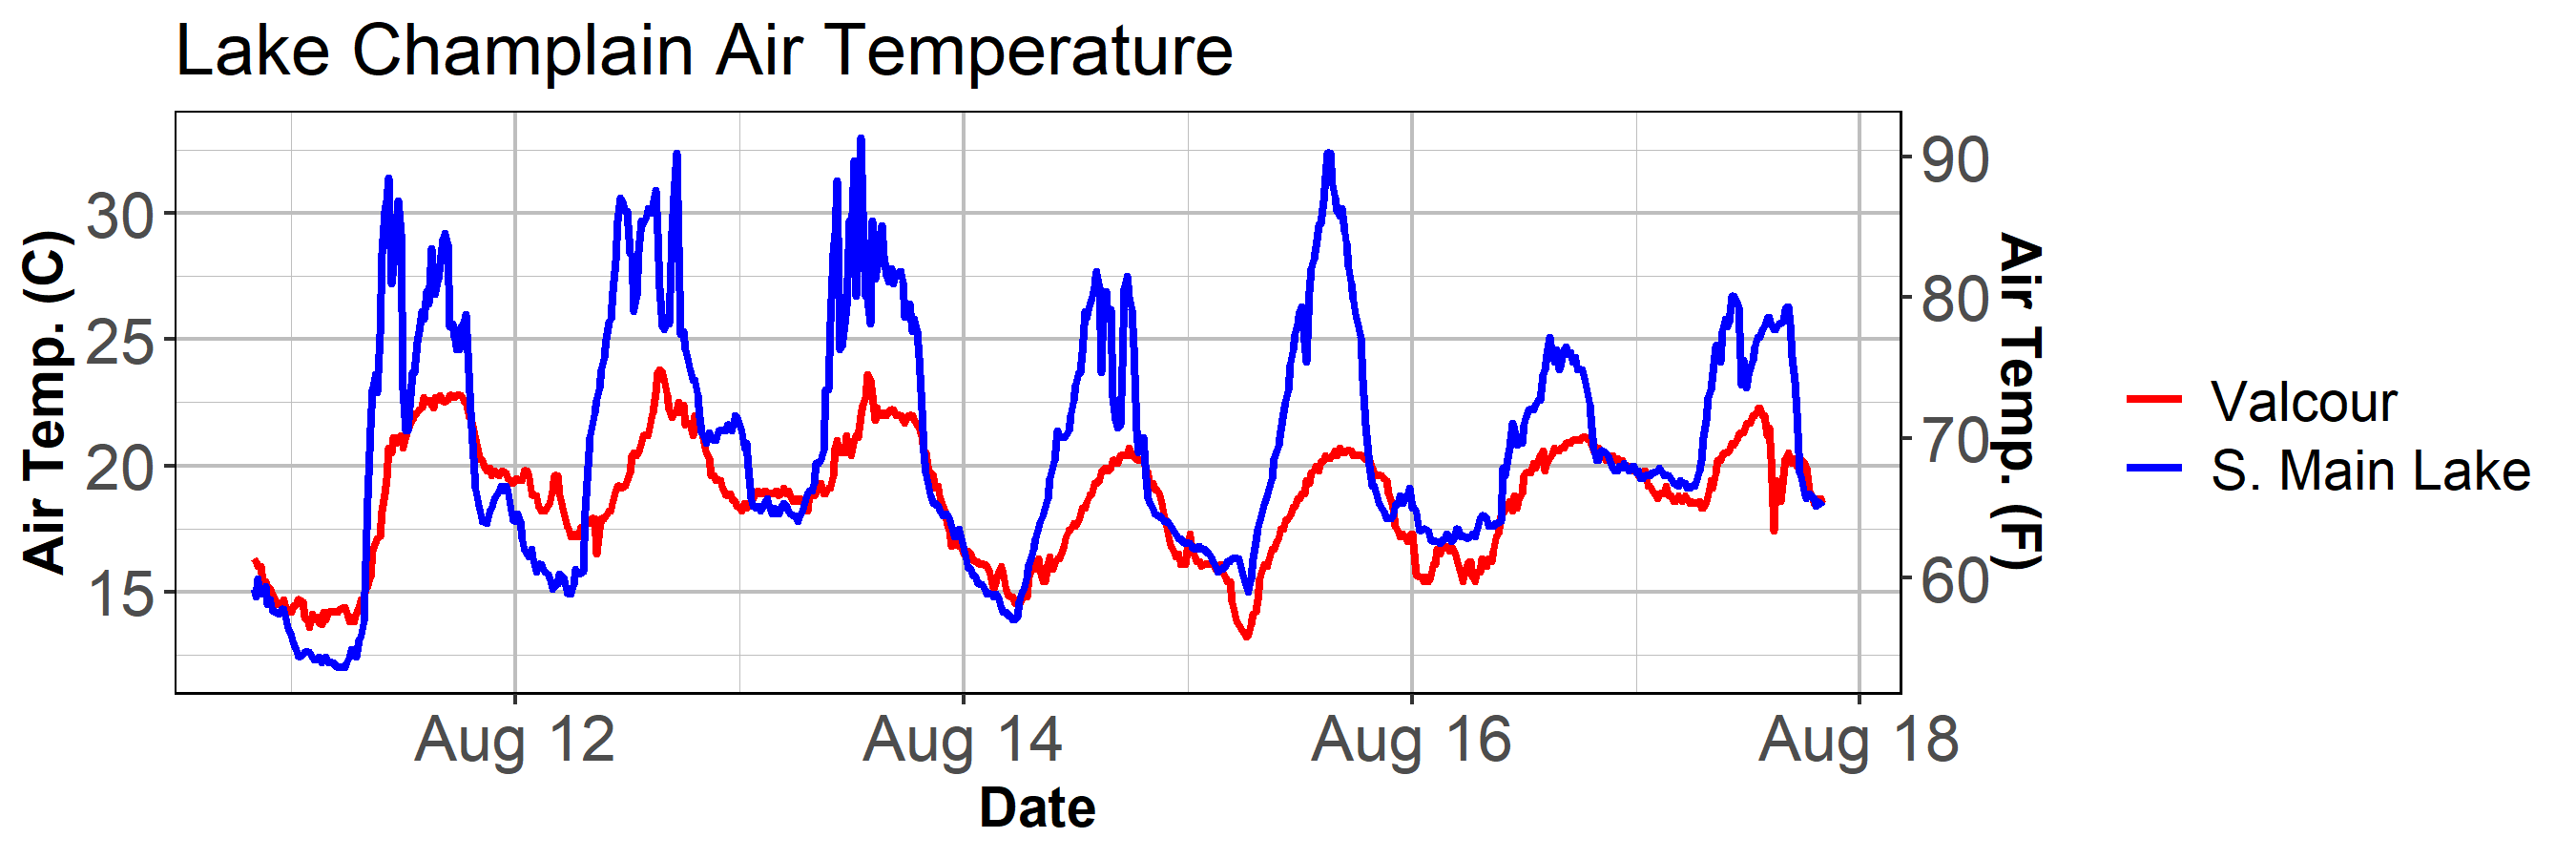 Lake Champlain Air Temperature
Air Temp. (C)
30
25
20
15
90
80
70
60
Air Temp. (F)
Aug 12
Aug 14
Aug 16
Aug 18
Date
Valcour
S. Main Lake